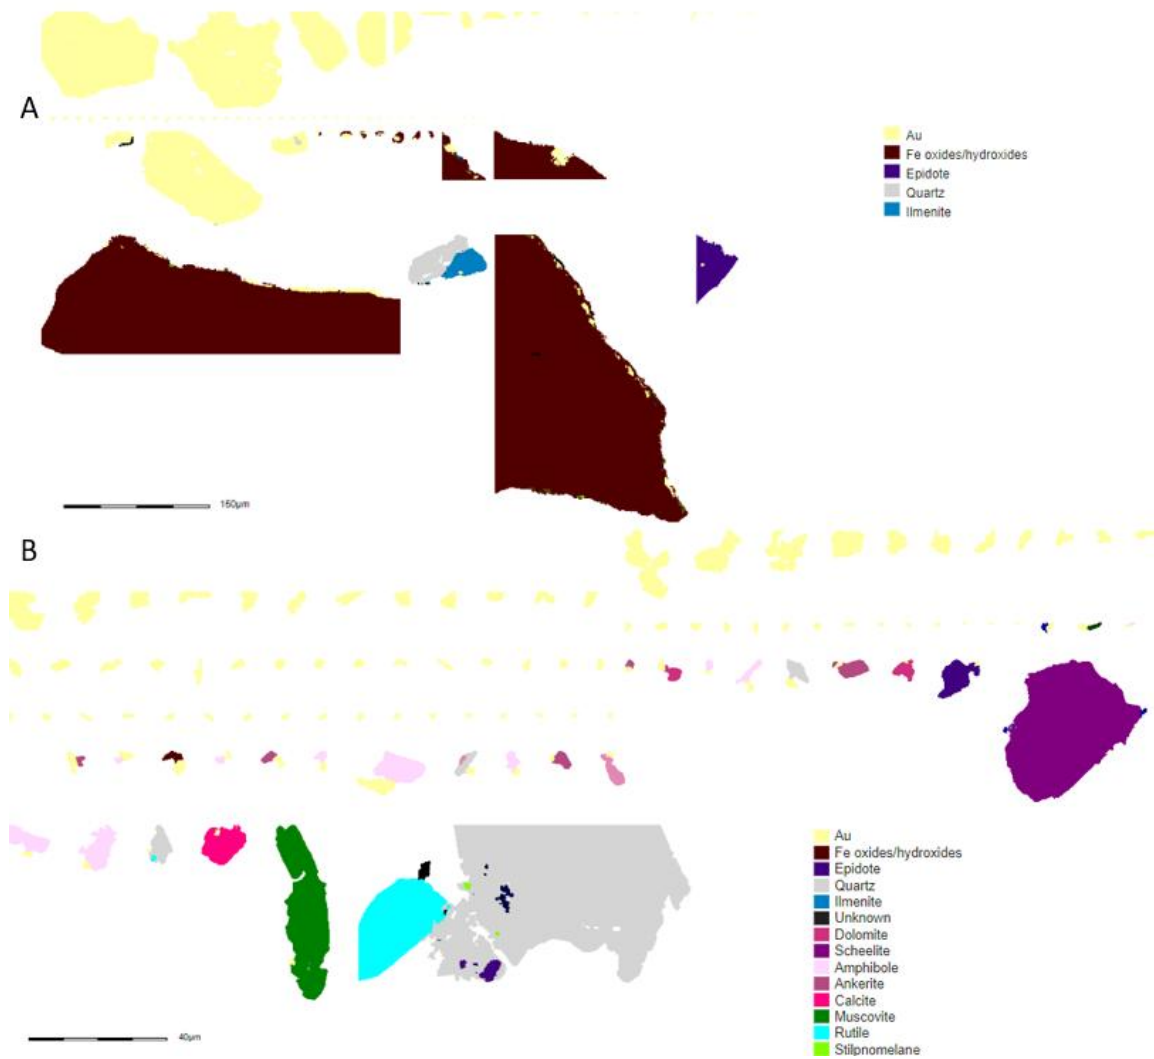 A
Au
Fe oxides/hydroxides
Epidote
Quartz
Ilmenite
150µm
B
Au
Fe oxides/hydroxides
Epidote
Quartz
Ilmenite
Unknown
Dolomite
Scheelite
Amphibole
Ankerite
Calcite
Muscovite
Rutile
Stilpnomelane
40µm